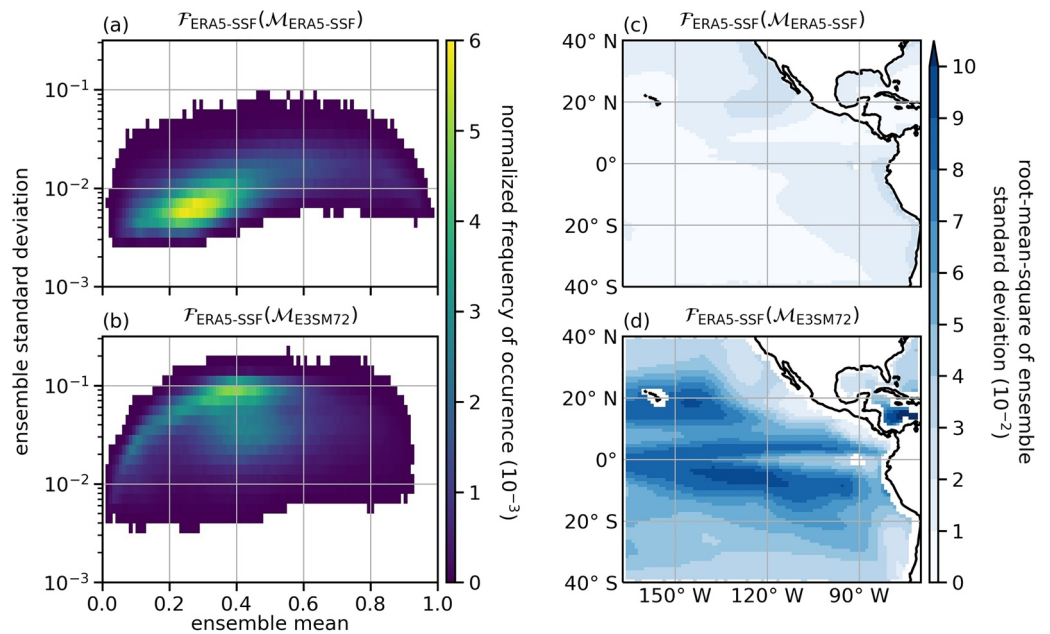 (a) 𝓕ERA5-SSF(𝓜ERA5-SSF)
10⁻¹
10⁻²
10⁻³
6
5
4
3
2
1
0
normalized frequency of occurence (10⁻³)
ensemble standard deviation
(b) 𝓕ERA5-SSF(𝓜E3SM72)
10⁻¹
10⁻²
10⁻³
0.0 0.2 0.4 0.6 0.8 1.0
ensemble mean
(c) 𝓕ERA5-SSF(𝓜ERA5-SSF)
40° N
20° N
0°
20° S
40° S
(d) 𝓕ERA5-SSF(𝓜E3SM72)
40° N
20° N
0°
20° S
40° S
150° W 120° W 90° W
10
9
8
7
6
5
4
3
2
1
0
root-mean-square of ensemble
standard deviation (10⁻²)